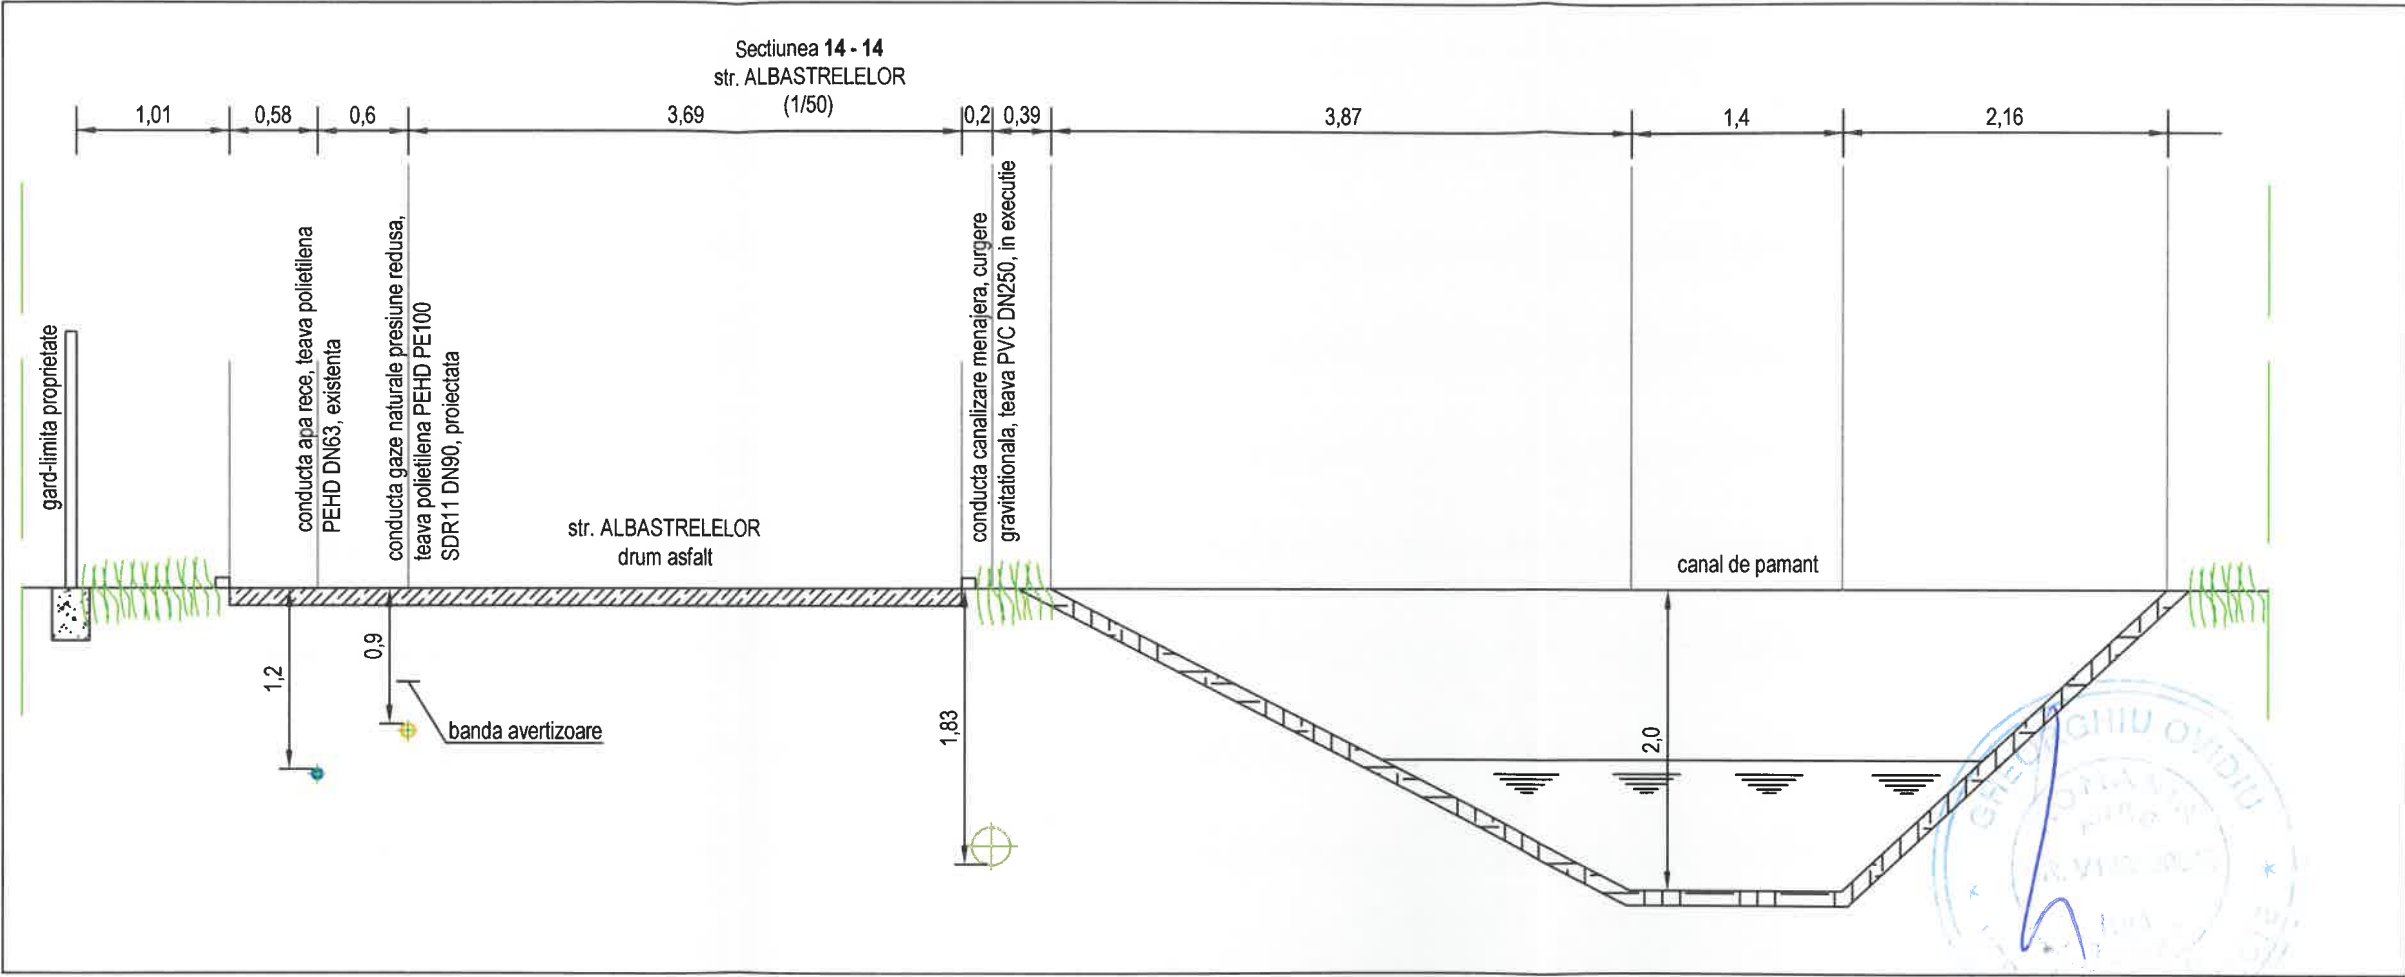 Sectiunea 14 - 14
str. ALBASTRELELOR
(1/50)
1,01
0,58
0,6
3,69
0,2
0,39
3,87
1,4
2,16
gard-limita proprietate
conducta apa rece, teava polietilena
PEHD DN63, existenta
conducta gaze naturale presiune redusa,
teava polietilena PEHD PE100
SDR11 DN90, proiectata
str. ALBASTRELELOR
drum asfalt
conducta canalizare menajera, curgere
gravitationala, teava PVC DN250, in executie
canal de pamant
1,2
0,9
banda avertizoare
1,83
2,0
GHEORGHIU OVIDIU